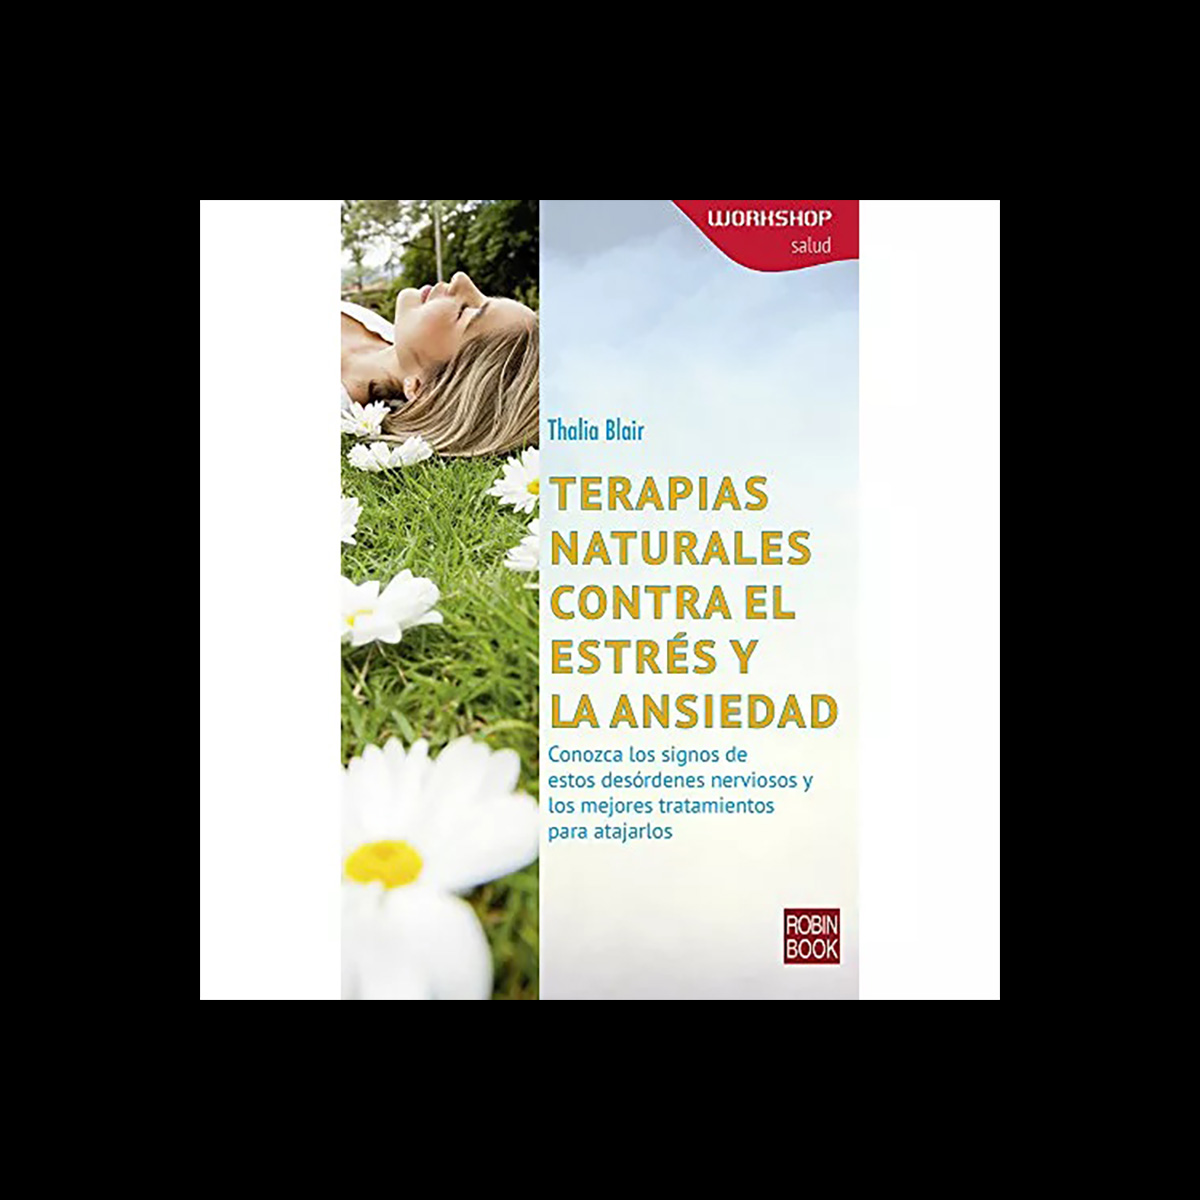 WORKSHOP
salud
Thalia Blair
TERAPIAS
NATURALES
CONTRA EL
ESTRÉS Y
LA ANSIEDAD
Conozca los signos de
estos desórdenes nerviosos y
los mejores tratamientos
para atajarlos
ROBIN
BOOK